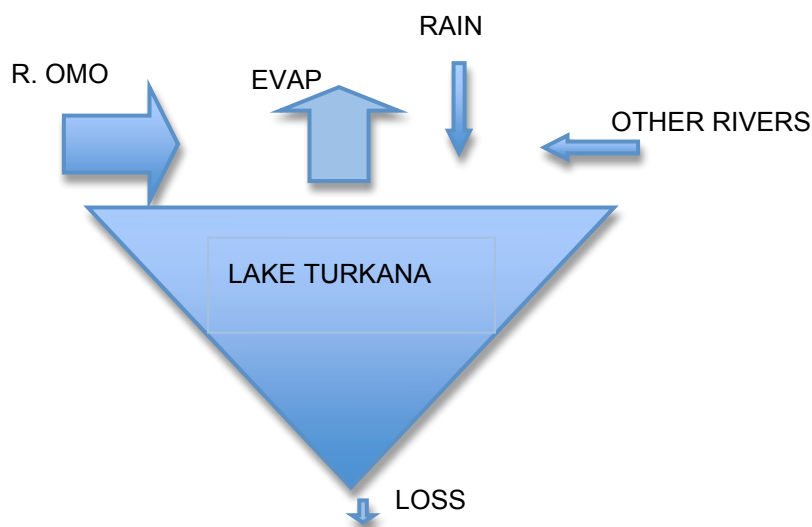 RAIN
R. OMO
EVAP
OTHER RIVERS
LAKE TURKANA
LOSS